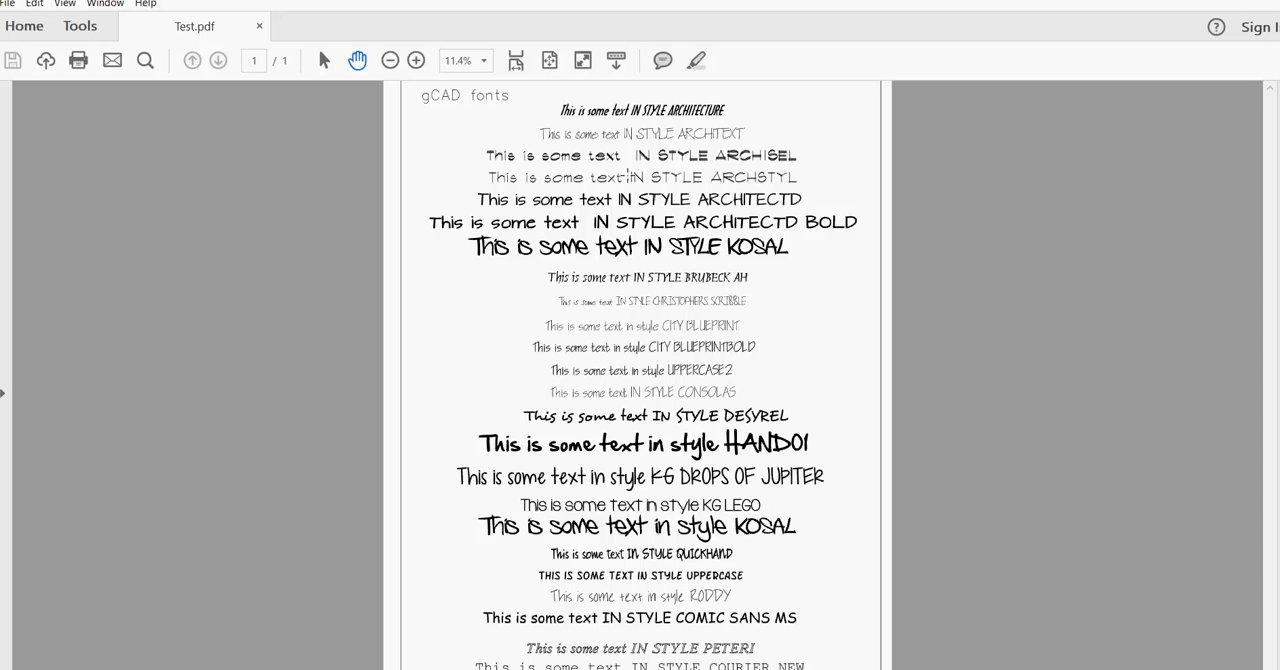 File Edit View Window Help
Home Tools Test.pdf × ? Sign
1 / 1 11.4%
gCAD fonts
This is some text IN STYLE ARCHITECTURE
This is some text IN STYLE ARCHITEXT
This is some text IN STYLE ARCHISEL
This is some text IN STYLE ARCHSTYL
This is some text IN STYLE ARCHITECTD
This is some text IN STYLE ARCHITECTD BOLD
This is some text IN STYLE KOSAL
This is some text IN STYLE BRUBECK AH
This is some text IN STYLE CHRISTOPHERS SCRIBBLE
This is some text in style CITY BLUEPRINT
This is some text in style CITY BLUEPRINTBOLD
This is some text in style UPPERCASE2
This is some text IN STYLE CONSOLAS
This is some text IN STYLE DESYREL
This is some text in style HAND01
This is some text in style KG DROPS OF JUPITER
This is some text in style KG LEGO
This is some text in style KOSAL
This is some text IN STYLE QUICKHAND
THIS IS SOME TEXT IN STYLE UPPERCASE
This is some text in style RODDY
This is some text IN STYLE COMIC SANS MS
This is some text IN STYLE PETERI
This is some text IN STYLE COURIER NEW